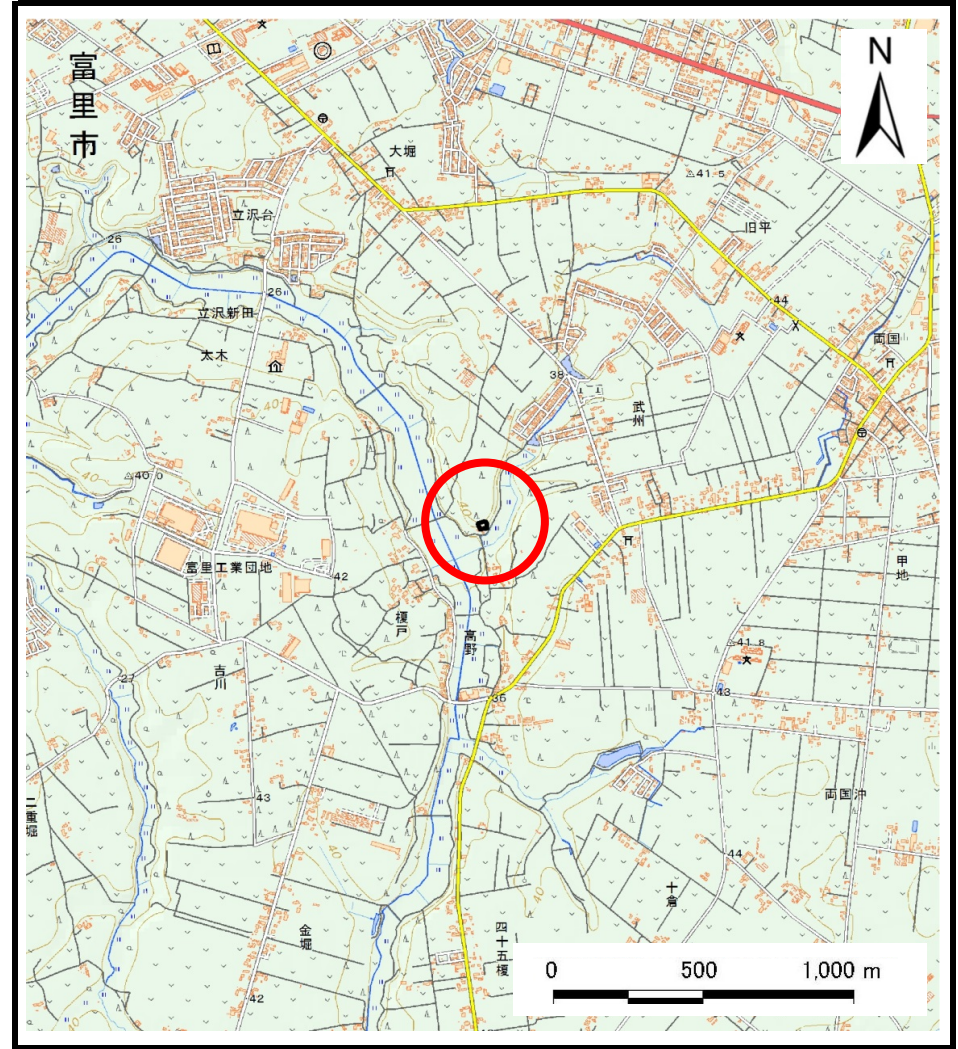 富里市
N
大堀
41.5
立沢台
旧平
26
26
44
立沢新田
両国
太木
38
武州
40.0
富里工業団地
42
甲地
榎戸
高野
41.8
吉川
27
35
43
40
43
両国沖
二重堀
44
40
40
十倉
金堀
四十五榎
42
0 500 1,000 m